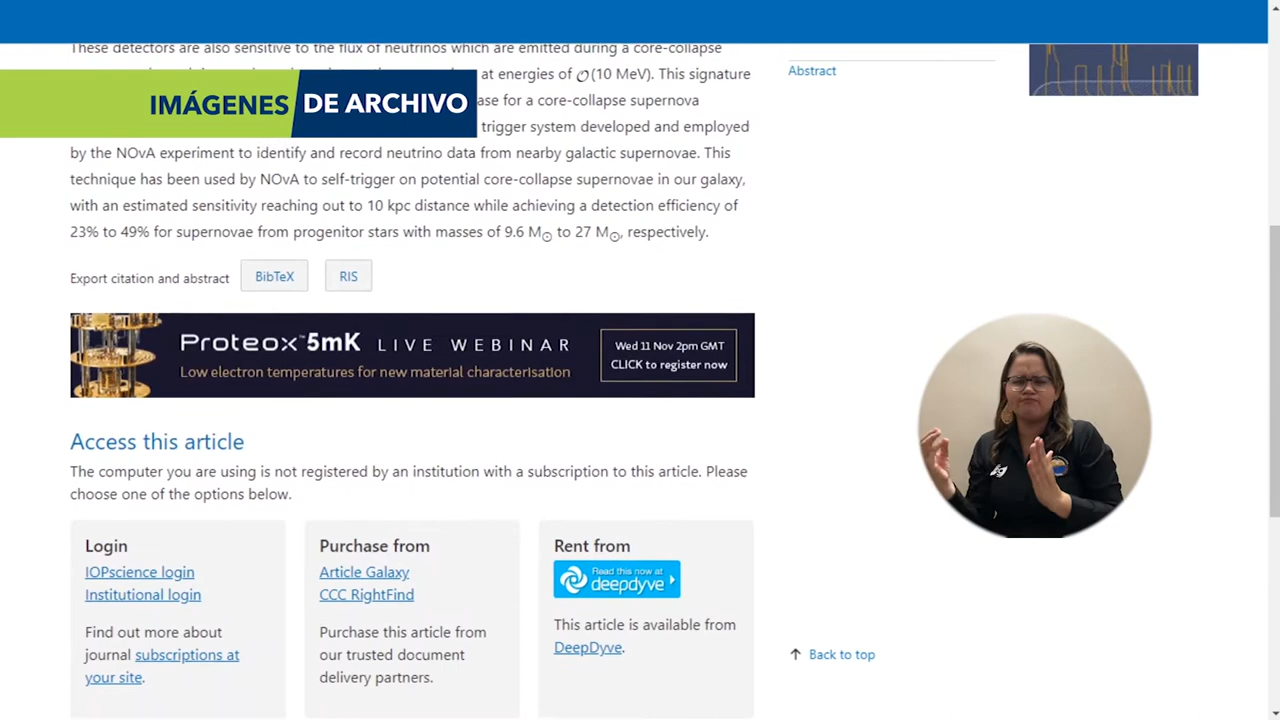 These detectors are also sensitive to the flux of neutrinos which are emitted during a core-collapse
at energies of 𝒪(10 MeV). This signature
IMÁGENES DE ARCHIVO
ase for a core-collapse supernova
trigger system developed and employed
by the NOvA experiment to identify and record neutrino data from nearby galactic supernovae. This
technique has been used by NOvA to self-trigger on potential core-collapse supernovae in our galaxy,
with an estimated sensitivity reaching out to 10 kpc distance while achieving a detection efficiency of
23% to 49% for supernovae from progenitor stars with masses of 9.6 M⊙ to 27 M⊙, respectively.
Abstract
Export citation and abstract BibTeX RIS
Proteox™5mK LIVE WEBINAR
Low electron temperatures for new material characterisation
Wed 11 Nov 2pm GMT
CLICK to register now
Access this article
The computer you are using is not registered by an institution with a subscription to this article. Please
choose one of the options below.
Login
IOPscience login
Institutional login
Find out more about
journal subscriptions at
your site.
Purchase from
Article Galaxy
CCC RightFind
Purchase this article from
our trusted document
delivery partners.
Rent from
Read this now at
deepdyve
This article is available from
DeepDyve.
Back to top